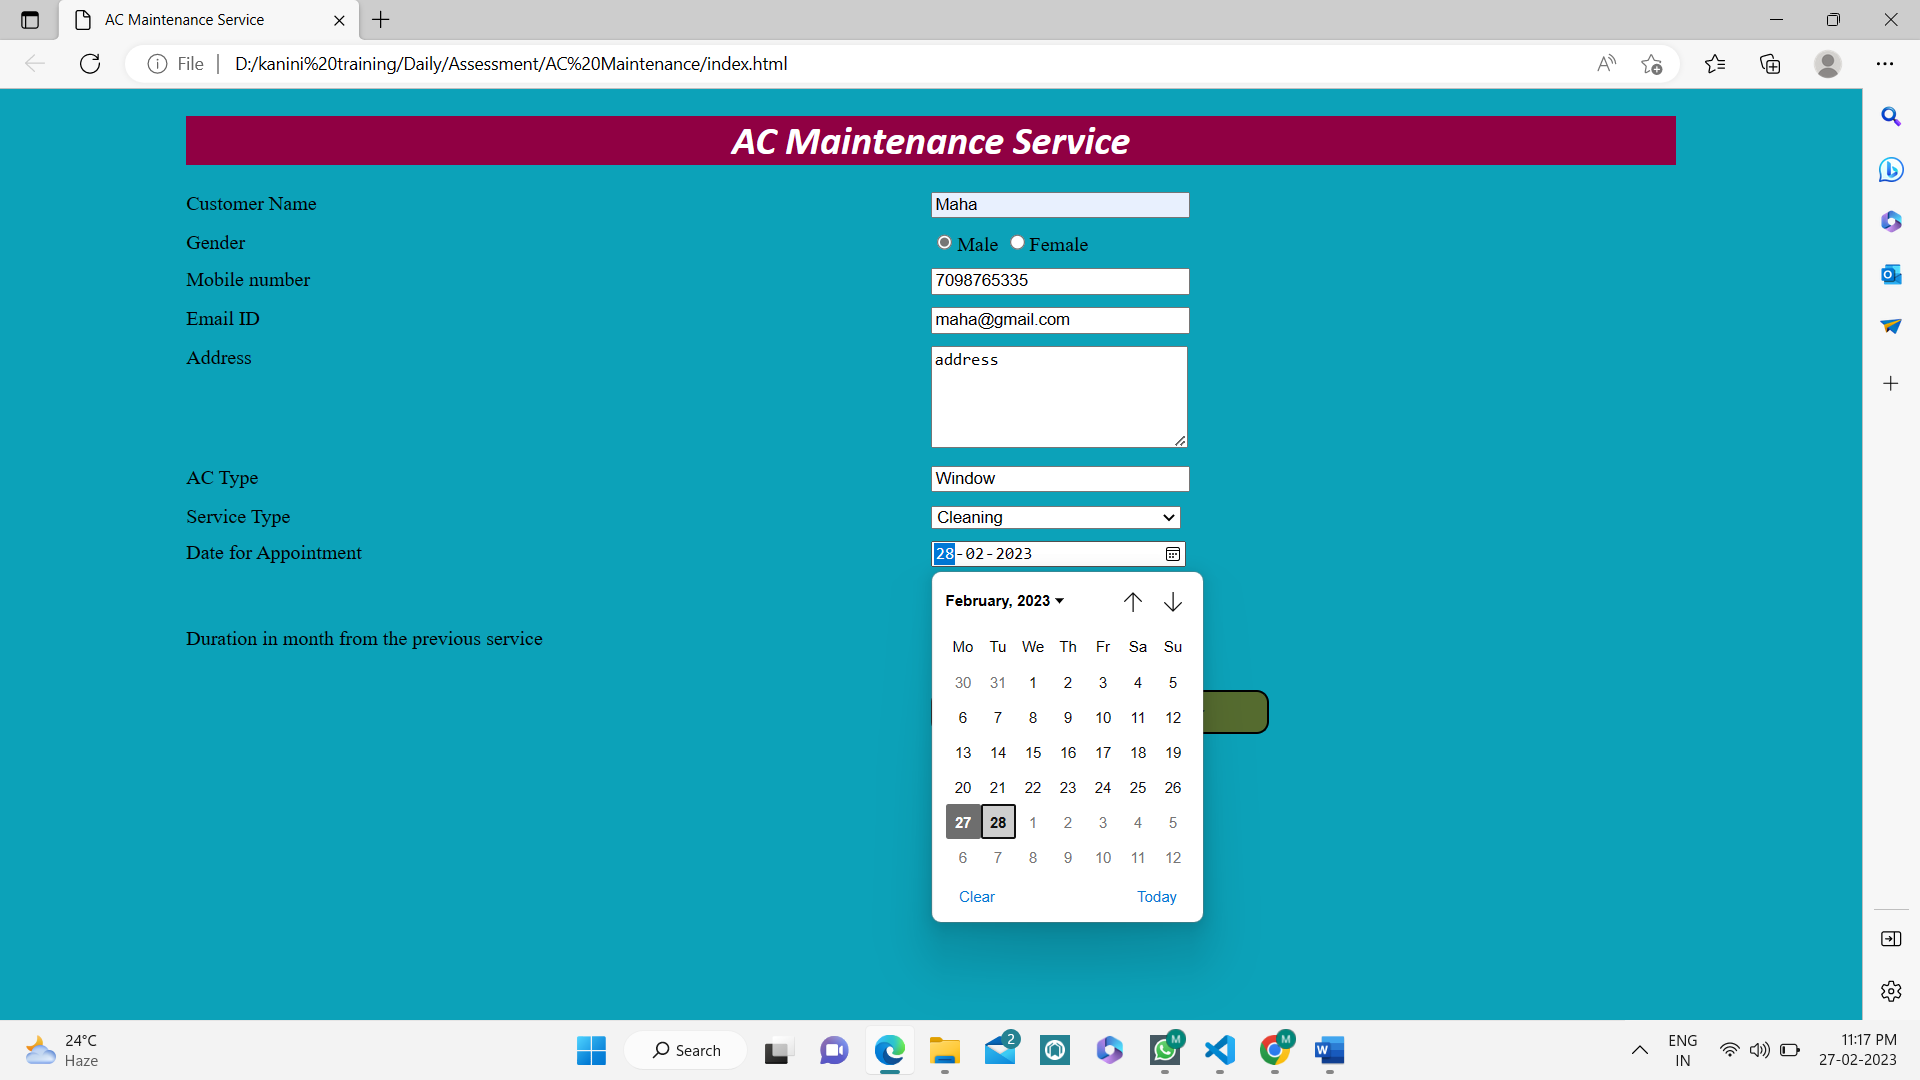 AC Maintenance Service
File
D:/kanini%20training/Daily/Assessment/AC%20Maintenance/index.html
AC Maintenance Service
Customer Name
Maha
Gender
Male Female
Mobile number
7098765335
Email ID
maha@gmail.com
Address
address
AC Type
Window
Service Type
Cleaning
Date for Appointment
28-02-2023
Duration in month from the previous service
February, 2023
Mo Tu We Th Fr Sa Su
30 31 1 2 3 4 5
6 7 8 9 10 11 12
13 14 15 16 17 18 19
20 21 22 23 24 25 26
27 28 1 2 3 4 5
6 7 8 9 10 11 12
Clear Today
24°C
Haze
Search
2
M
M
ENG
IN
11:17 PM
27-02-2023